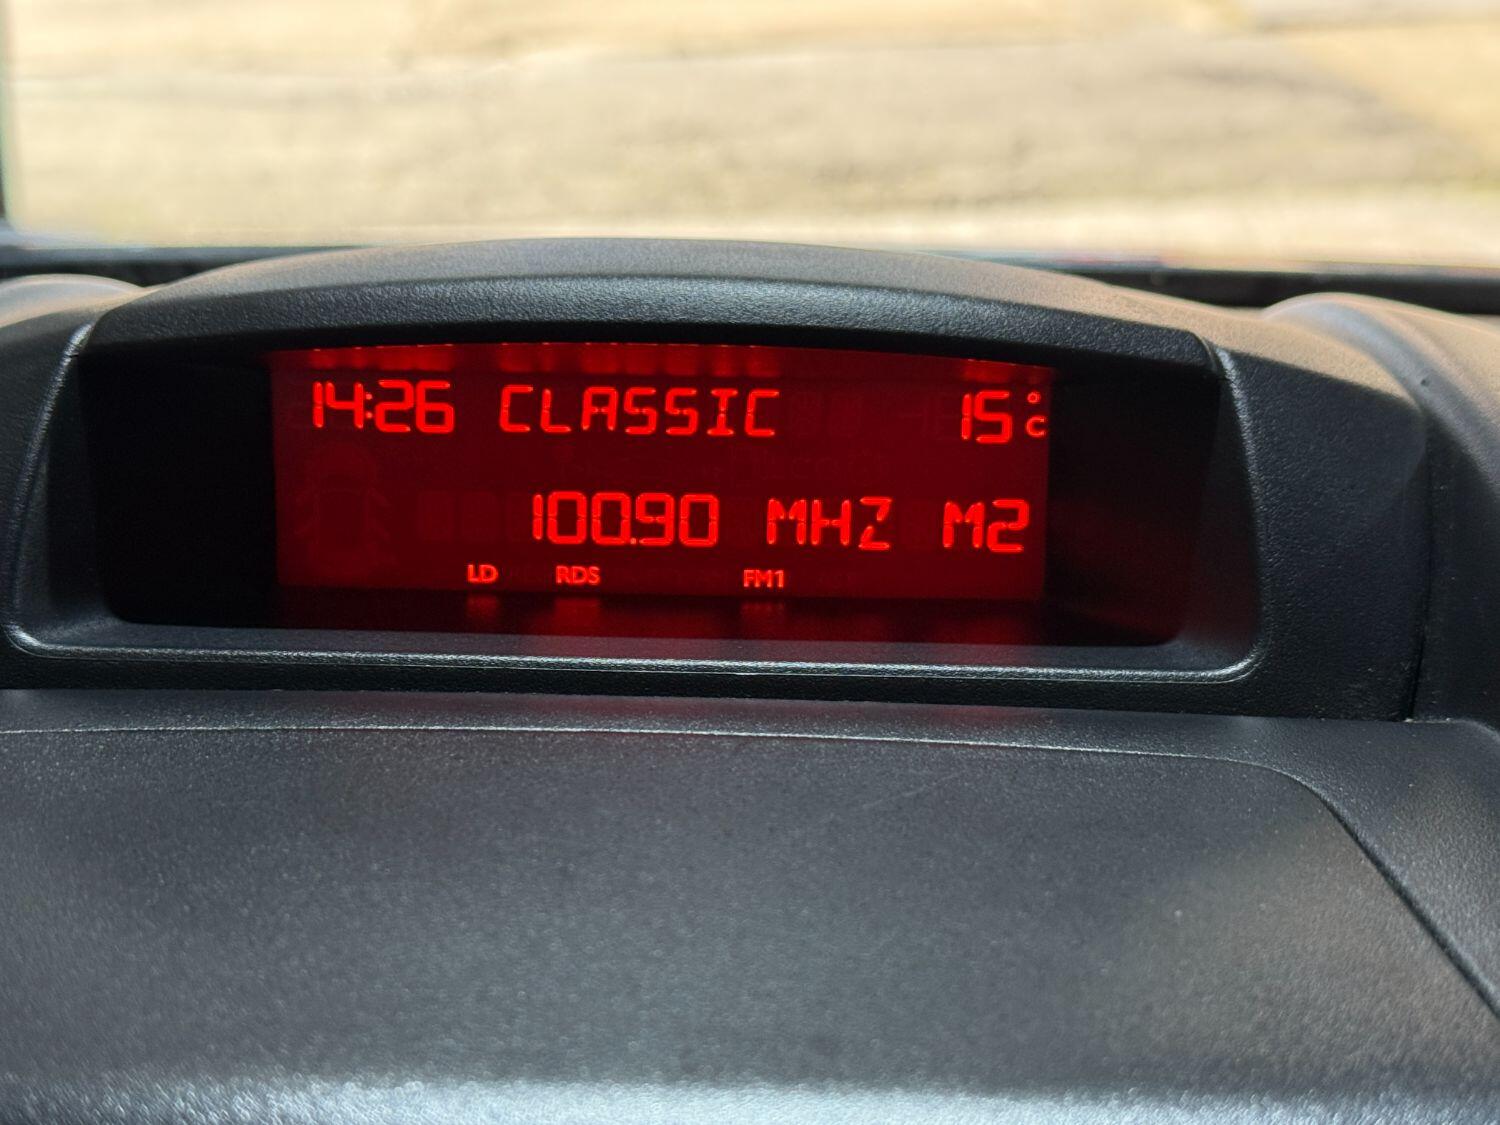 14:26 CLASSIC 15°C
100.90 MHZ M2
LD RDS FM1